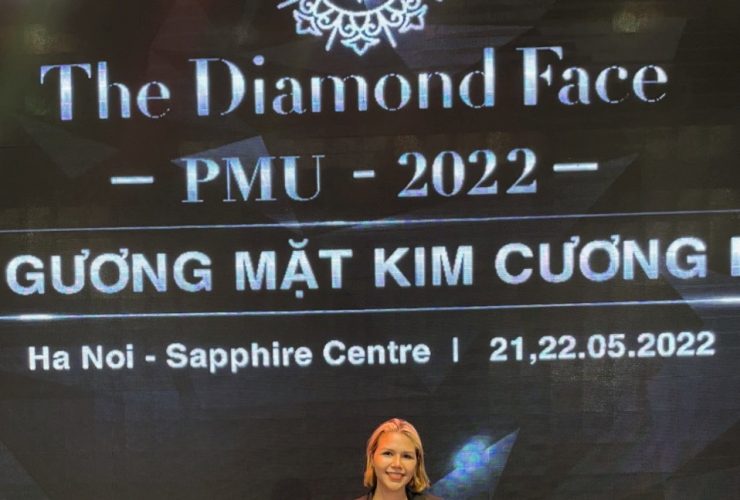 The Diamond Face
— PMU - 2022 —
GƯƠNG MẶT KIM CƯƠNG
Ha Noi - Sapphire Centre | 21,22.05.2022